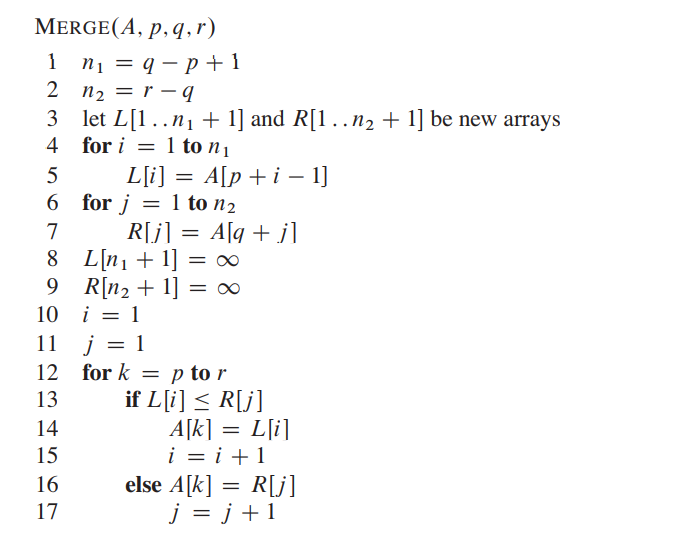 MERGE(A, p, q, r)
1 n₁ = q − p + 1
2 n₂ = r − q
3 let L[1..n₁ + 1] and R[1..n₂ + 1] be new arrays
4 for i = 1 to n₁
5 L[i] = A[p + i − 1]
6 for j = 1 to n₂
7 R[j] = A[q + j]
8 L[n₁ + 1] = ∞
9 R[n₂ + 1] = ∞
10 i = 1
11 j = 1
12 for k = p to r
13 if L[i] ≤ R[j]
14 A[k] = L[i]
15 i = i + 1
16 else A[k] = R[j]
17 j = j + 1